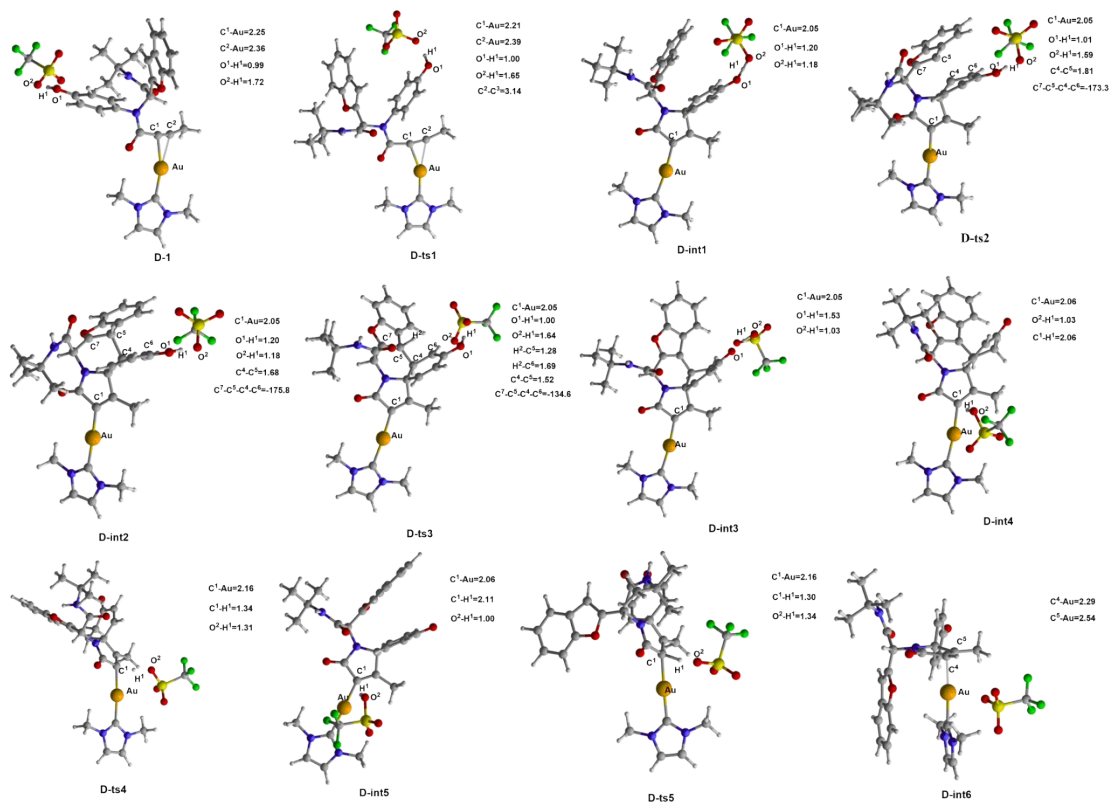 C¹-Au=2.25
C²-Au=2.36
O¹-H¹=0.99
O²-H¹=1.72
O²
H¹
O¹
C¹
C²
Au
D-1
C¹-Au=2.21
C²-Au=2.39
O¹-H¹=1.00
O²-H¹=1.65
C²-C³=3.14
O²
H¹
O¹
C¹
C²
Au
D-ts1
C¹-Au=2.05
O¹-H¹=1.20
O²-H¹=1.18
O²
H¹
O¹
C¹
Au
D-int1
C¹-Au=2.05
O¹-H¹=1.01
O²-H¹=1.59
C⁴-C⁵=1.81
C⁷-C⁵-C⁴-C⁶=-173.3
O²
H¹
O¹
C⁵
C⁷
C⁴
C⁶
C¹
Au
D-ts2
C¹-Au=2.05
O¹-H¹=1.20
O²-H¹=1.18
C⁴-C⁵=1.68
C⁷-C⁵-C⁴-C⁶=-175.8
C⁷
C⁵
C⁴
C⁶
O¹
H¹
O²
C¹
Au
D-int2
C¹-Au=2.05
O¹-H¹=1.00
O²-H¹=1.64
H²-C⁵=1.28
H²-C⁶=1.69
C⁴-C⁵=1.52
C⁷-C⁵-C⁴-C⁶=-134.6
H²
O²
H¹
O¹
C⁷
C⁵
C⁴
C⁶
C¹
Au
D-ts3
C¹-Au=2.05
O¹-H¹=1.53
O²-H¹=1.03
O²
H¹
O¹
C¹
Au
D-int3
C¹-Au=2.06
O²-H¹=1.03
C¹-H¹=2.06
C¹
H¹
O²
Au
D-int4
C¹-Au=2.16
C¹-H¹=1.34
O²-H¹=1.31
O²
C¹
H¹
Au
D-ts4
C¹-Au=2.06
C¹-H¹=2.11
O²-H¹=1.00
C¹
H¹
O²
Au
D-int5
C¹-Au=2.16
C¹-H¹=1.30
O²-H¹=1.34
O²
C¹
H¹
Au
D-ts5
C⁴-Au=2.29
C⁵-Au=2.54
C⁵
C⁴
Au
D-int6